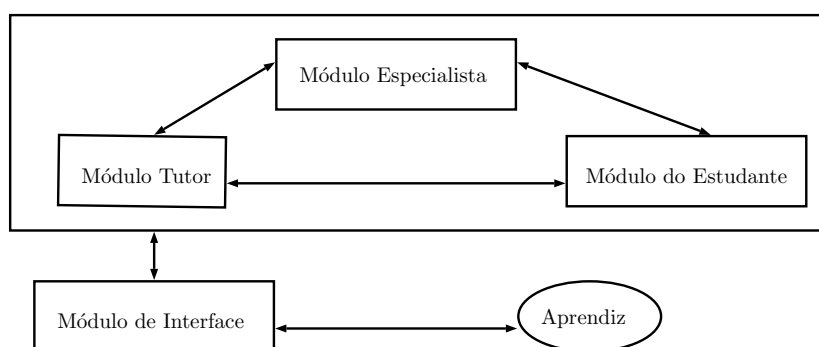 Módulo Especialista
Módulo Tutor
Módulo do Estudante
Módulo de Interface
Aprendiz